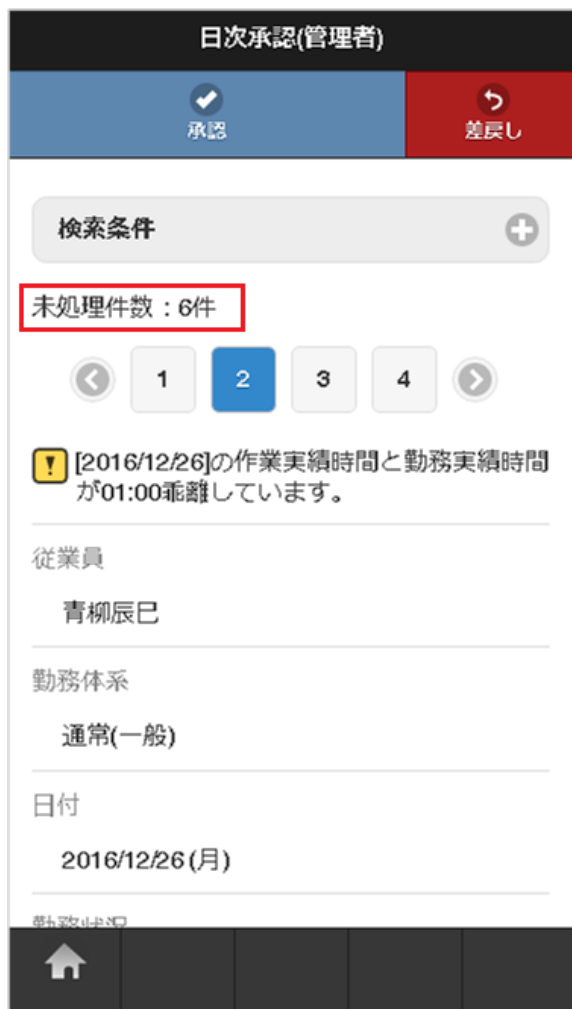 日次承認(管理者)
承認
差戻し
検索条件
未処理件数：6件
1 2 3 4
[2016/12/26]の作業実績時間と勤務実績時間
が01:00乖離しています。
従業員
青柳辰巳
勤務体系
通常(一般)
日付
2016/12/26 (月)
勤務状況